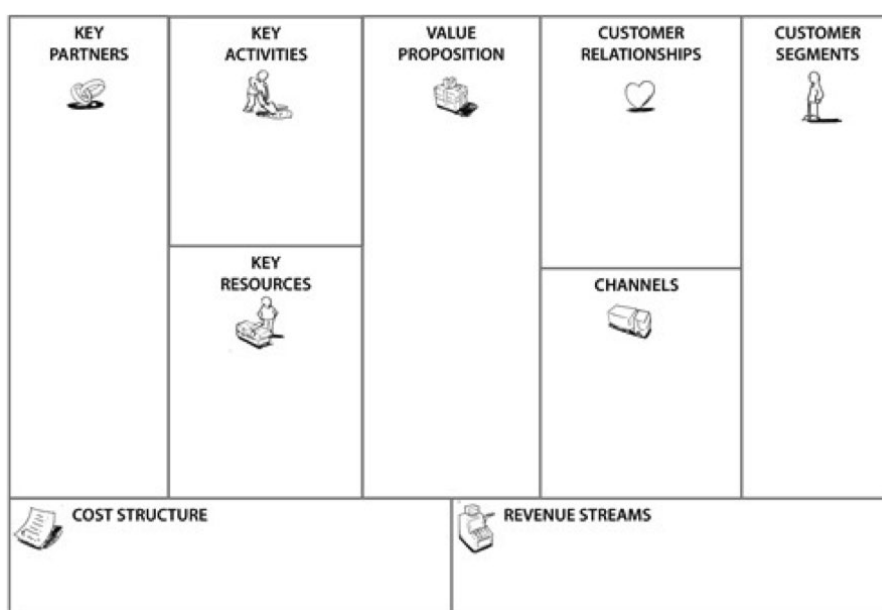 KEY
PARTNERS
KEY
ACTIVITIES
VALUE
PROPOSITION
CUSTOMER
RELATIONSHIPS
CUSTOMER
SEGMENTS
KEY
RESOURCES
CHANNELS
COST STRUCTURE
REVENUE STREAMS